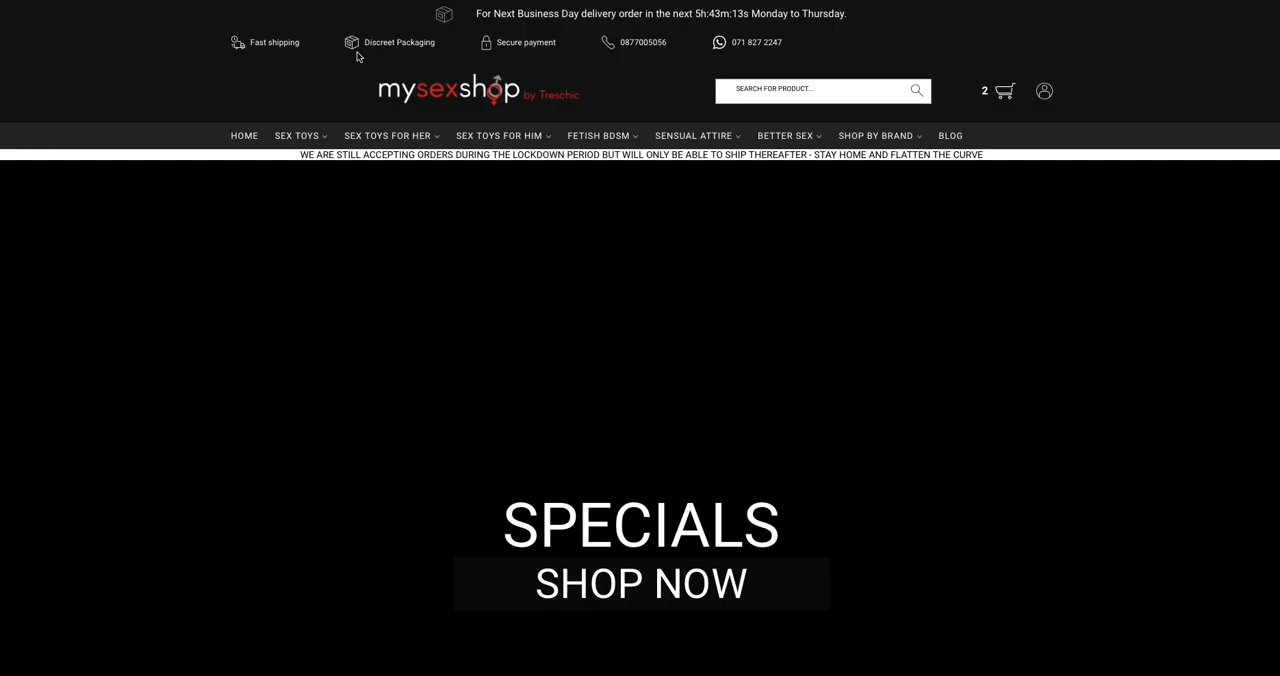 For Next Business Day delivery order in the next 5h:43m:13s Monday to Thursday.
Fast shipping Discreet Packaging Secure payment 0877005056 071 827 2247
mysexshop by Treschic SEARCH FOR PRODUCT... 2
HOME SEX TOYS SEX TOYS FOR HER SEX TOYS FOR HIM FETISH BDSM SENSUAL ATTIRE BETTER SEX SHOP BY BRAND BLOG
WE ARE STILL ACCEPTING ORDERS DURING THE LOCKDOWN PERIOD BUT WILL ONLY BE ABLE TO SHIP THEREAFTER - STAY HOME AND FLATTEN THE CURVE
SPECIALS
SHOP NOW